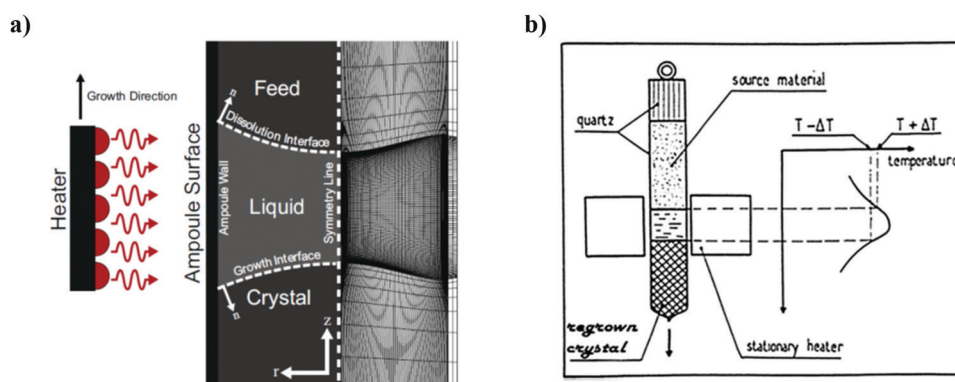 a)
Heater
Growth Direction
Ampoule Surface
Feed
n
Dissolution Interface
Ampoule Wall
Liquid
Symmetry Line
Growth Interface
n
Crystal
z
r
b)
source material
quartz
T-ΔT
T+ΔT
temperature
regrown
crystal
stationary heater